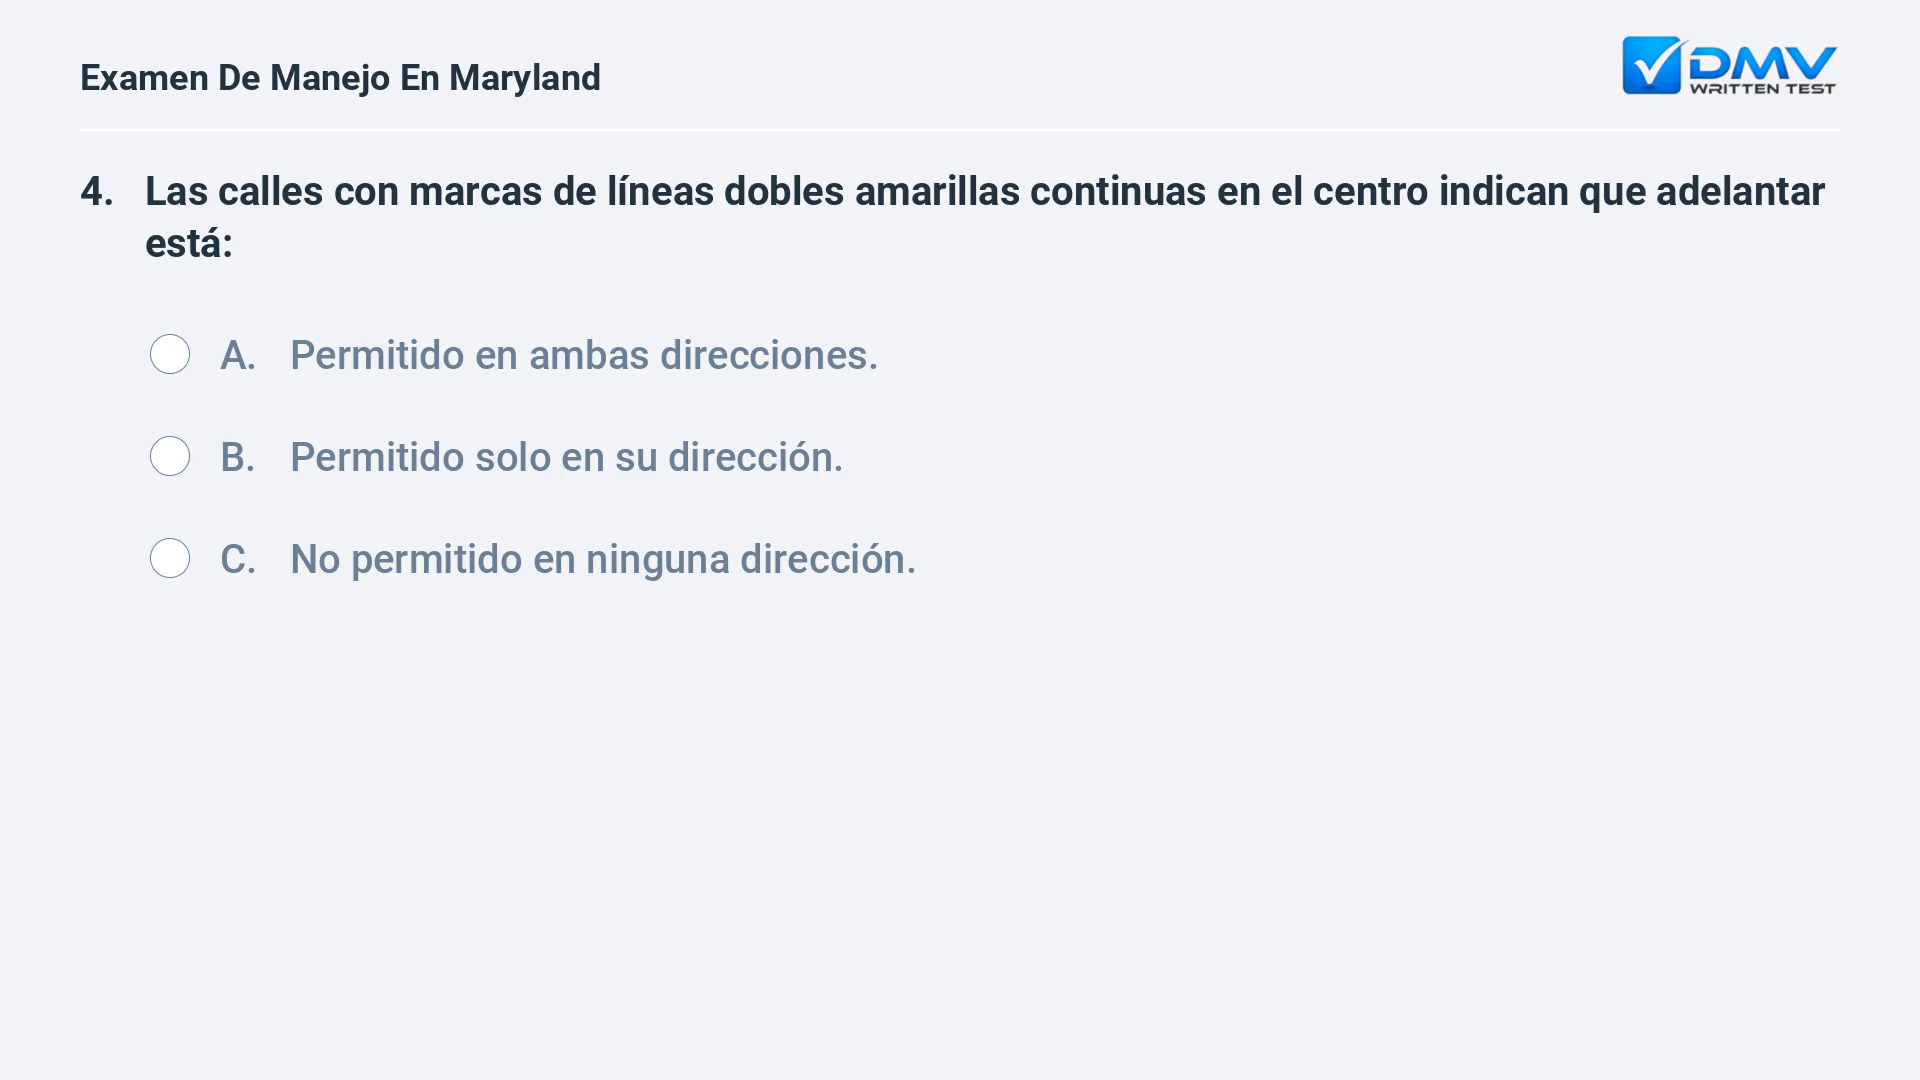 Examen De Manejo En Maryland
DMV
WRITTEN TEST
4. Las calles con marcas de líneas dobles amarillas continuas en el centro indican que adelantar
está:
A. Permitido en ambas direcciones.
B. Permitido solo en su dirección.
C. No permitido en ninguna dirección.